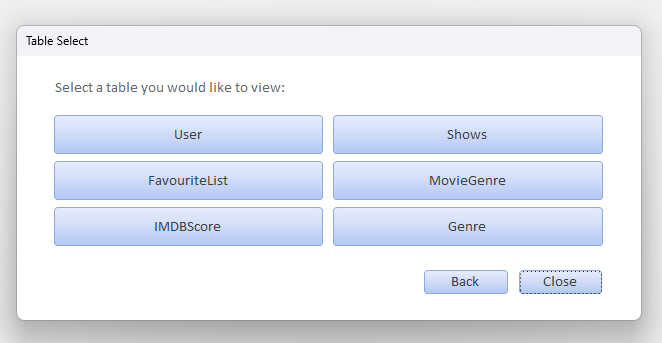 Table Select
Select a table you would like to view:
User
Shows
FavouriteList
MovieGenre
IMDBScore
Genre
Back
Close